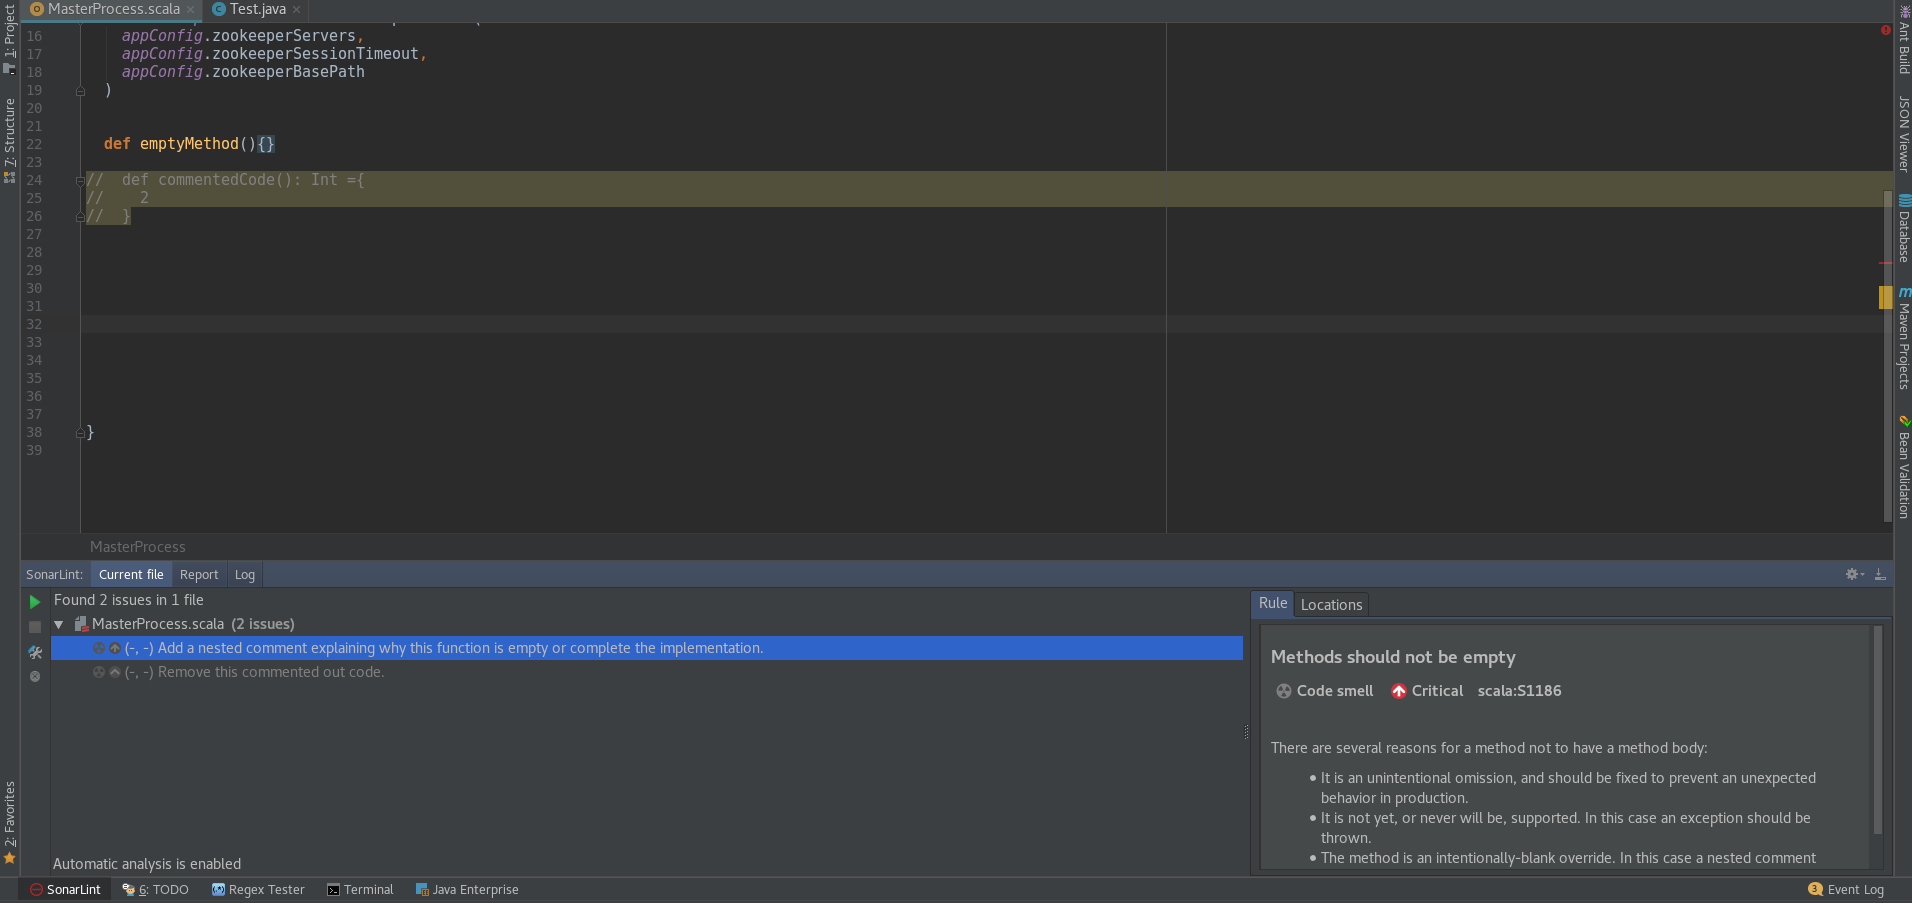 MasterProcess.scala
Test.java
1: Project
7: Structure
2: Favorites
16 appConfig.zookeeperServers,
17 appConfig.zookeeperSessionTimeout,
18 appConfig.zookeeperBasePath
19 )
20
21
22 def emptyMethod(){}
23
24 //  def commentedCode(): Int ={
25 //    2
26 //  }
27
28
29
30
31
32
33
34
35
36
37
38 }
39
MasterProcess
Ant Build
JSON Viewer
Database
m Maven Projects
Bean Validation
SonarLint: Current file Report Log
Found 2 issues in 1 file
MasterProcess.scala (2 issues)
(-, -) Add a nested comment explaining why this function is empty or complete the implementation.
(-, -) Remove this commented out code.
Automatic analysis is enabled
Rule Locations
Methods should not be empty
Code smell Critical scala:S1186
There are several reasons for a method not to have a method body:
• It is an unintentional omission, and should be fixed to prevent an unexpected
behavior in production.
• It is not yet, or never will be, supported. In this case an exception should be
thrown.
• The method is an intentionally-blank override. In this case a nested comment
SonarLint 6: TODO Regex Tester Terminal Java Enterprise 3 Event Log